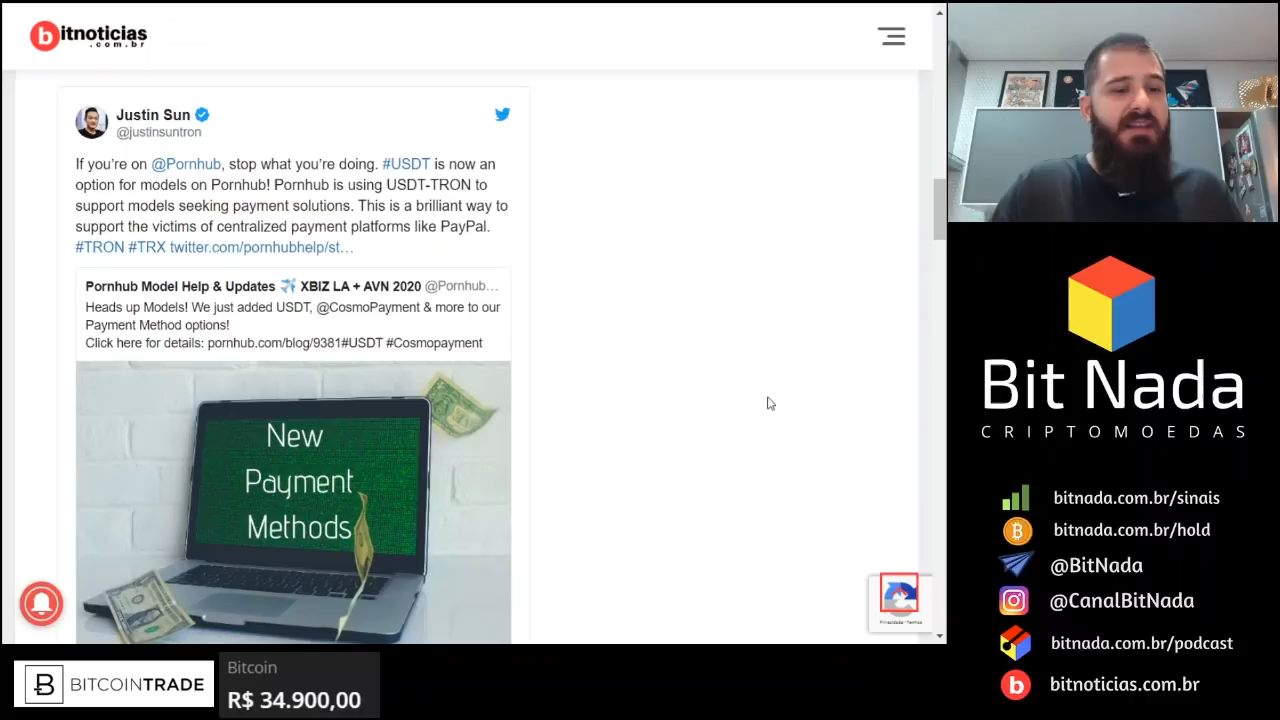 bitnoticias
.com.br
Justin Sun
@justinsuntron
If you're on @Pornhub, stop what you're doing. #USDT is now an
option for models on Pornhub! Pornhub is using USDT-TRON to
support models seeking payment solutions. This is a brilliant way to
support the victims of centralized payment platforms like PayPal.
#TRON #TRX twitter.com/pornhubhelp/st…
Pornhub Model Help & Updates ✈️ XBIZ LA + AVN 2020 @Pornhub…
Heads up Models! We just added USDT, @CosmoPayment & more to our
Payment Method options!
Click here for details: pornhub.com/blog/9381#USDT #Cosmopayment
New
Payment
Methods
Privacidade - Termos
BITCOINTRADE
Bitcoin
R$ 34.900,00
Bit Nada
CRIPTOMOEDAS
bitnada.com.br/sinais
bitnada.com.br/hold
@BitNada
@CanalBitNada
bitnada.com.br/podcast
bitnoticias.com.br